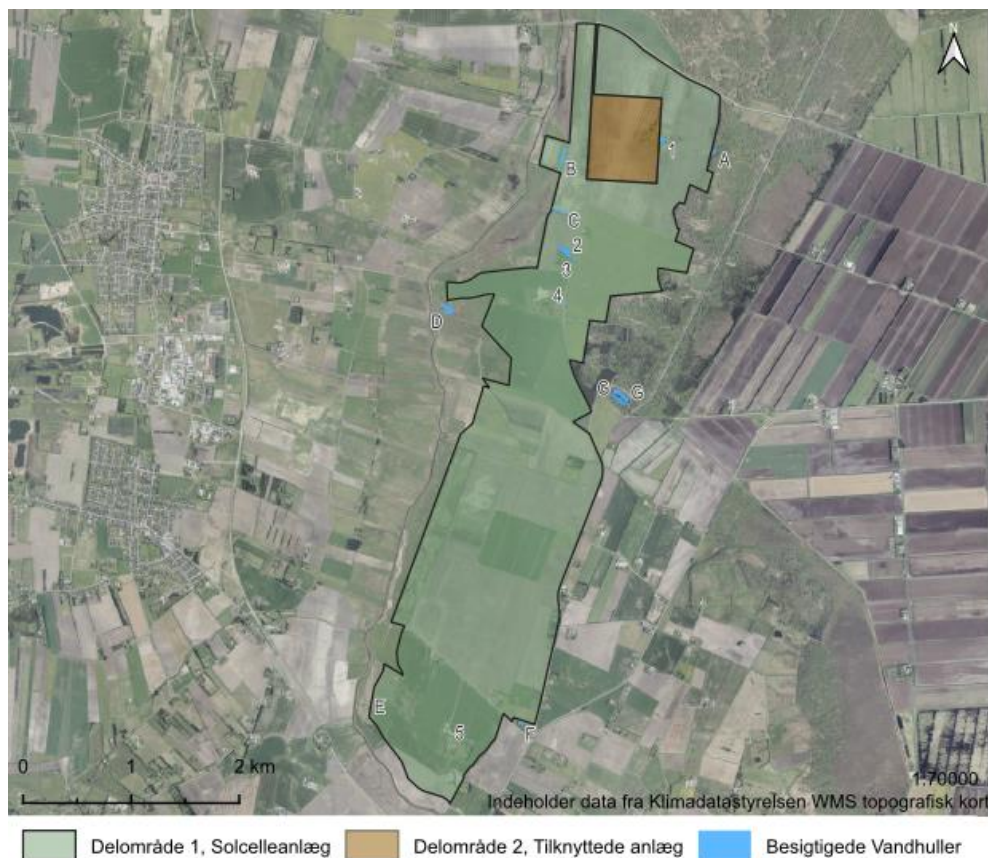 N
1
A
B
C
2
3
4
D
G G
E
5
F
0 1 2 km
1:70000
Indeholder data fra Klimadatastyrelsen WMS topografisk kort
Delområde 1, Solcelleanlæg Delområde 2, Tilknyttede anlæg Besigtigede Vandhuller